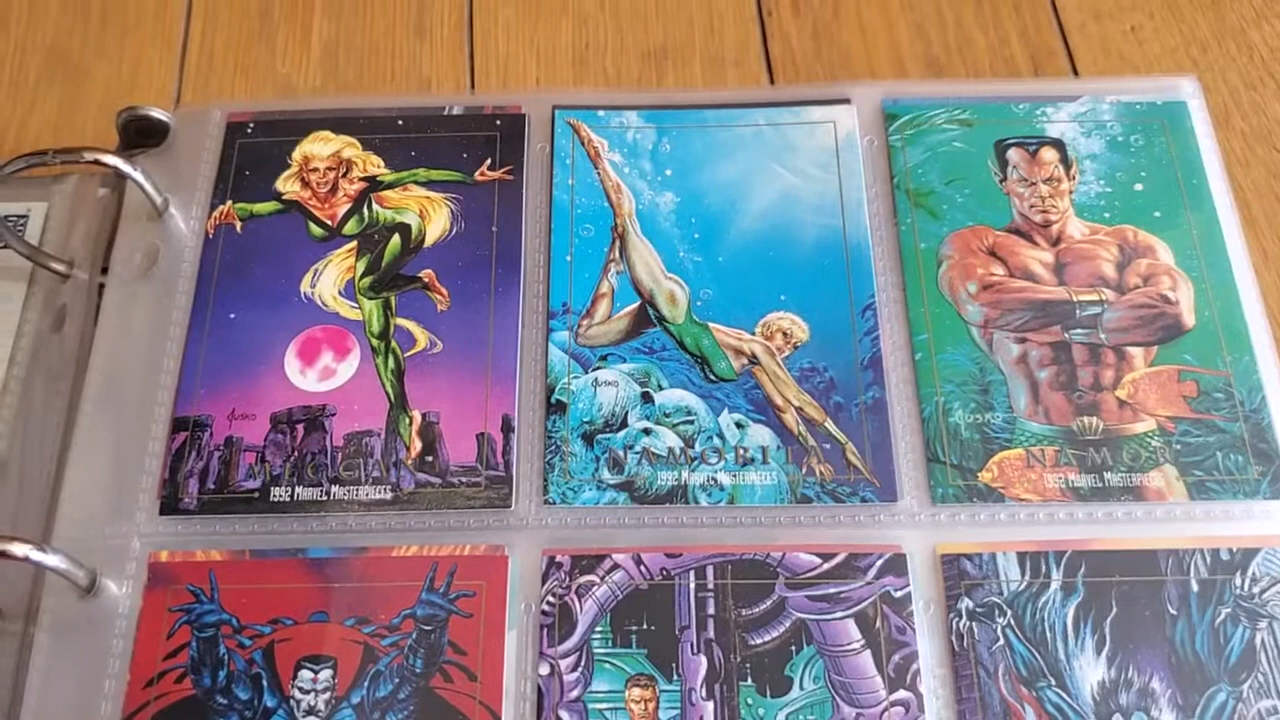 JUSKO
MEGGAN
1992 MARVEL MASTERPIECES
JUSKO
NAMORITA
1992 MARVEL MASTERPIECES
JUSKO
NAMOR
1992 MARVEL MASTERPIECES